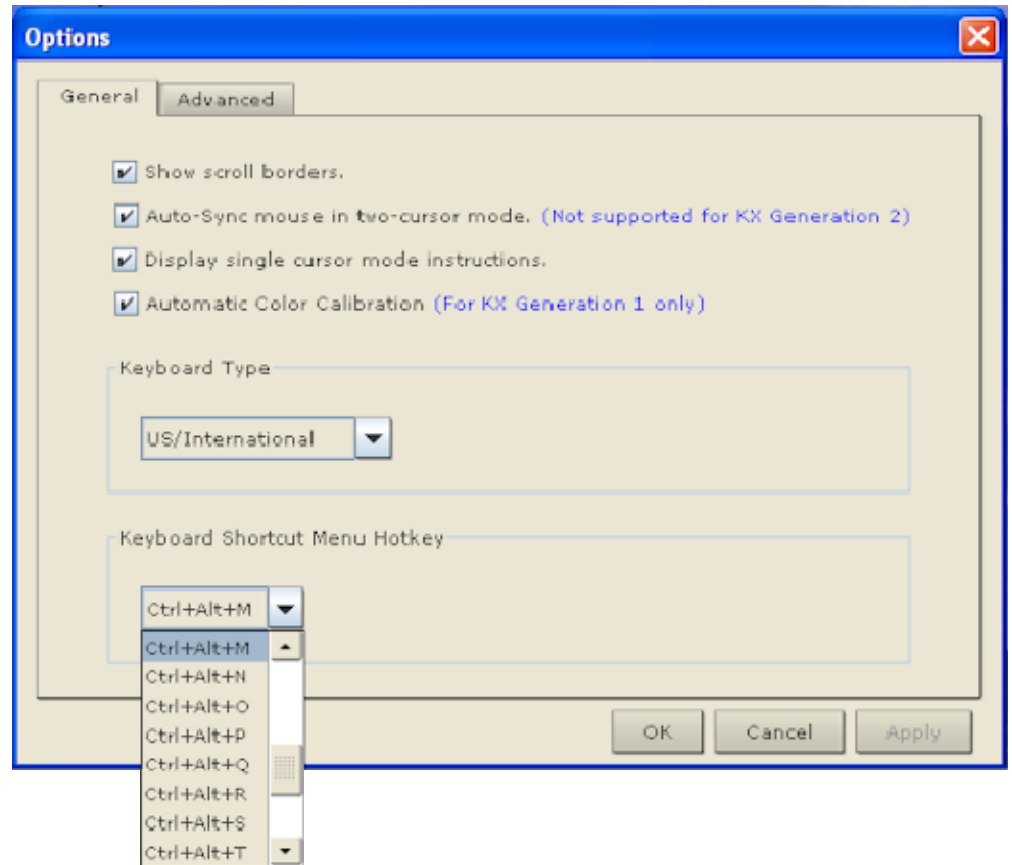 Options
General
Advanced
Show scroll borders.
Auto-Sync mouse in two-cursor mode. (Not supported for KX Generation 2)
Display single cursor mode instructions.
Automatic Color Calibration (For KX Generation 1 only)
Keyboard Type
US/International
Keyboard Shortcut Menu Hotkey
Ctrl+Alt+M
Ctrl+Alt+M
Ctrl+Alt+N
Ctrl+Alt+O
Ctrl+Alt+P
Ctrl+Alt+Q
Ctrl+Alt+R
Ctrl+Alt+S
Ctrl+Alt+T
OK
Cancel
Apply